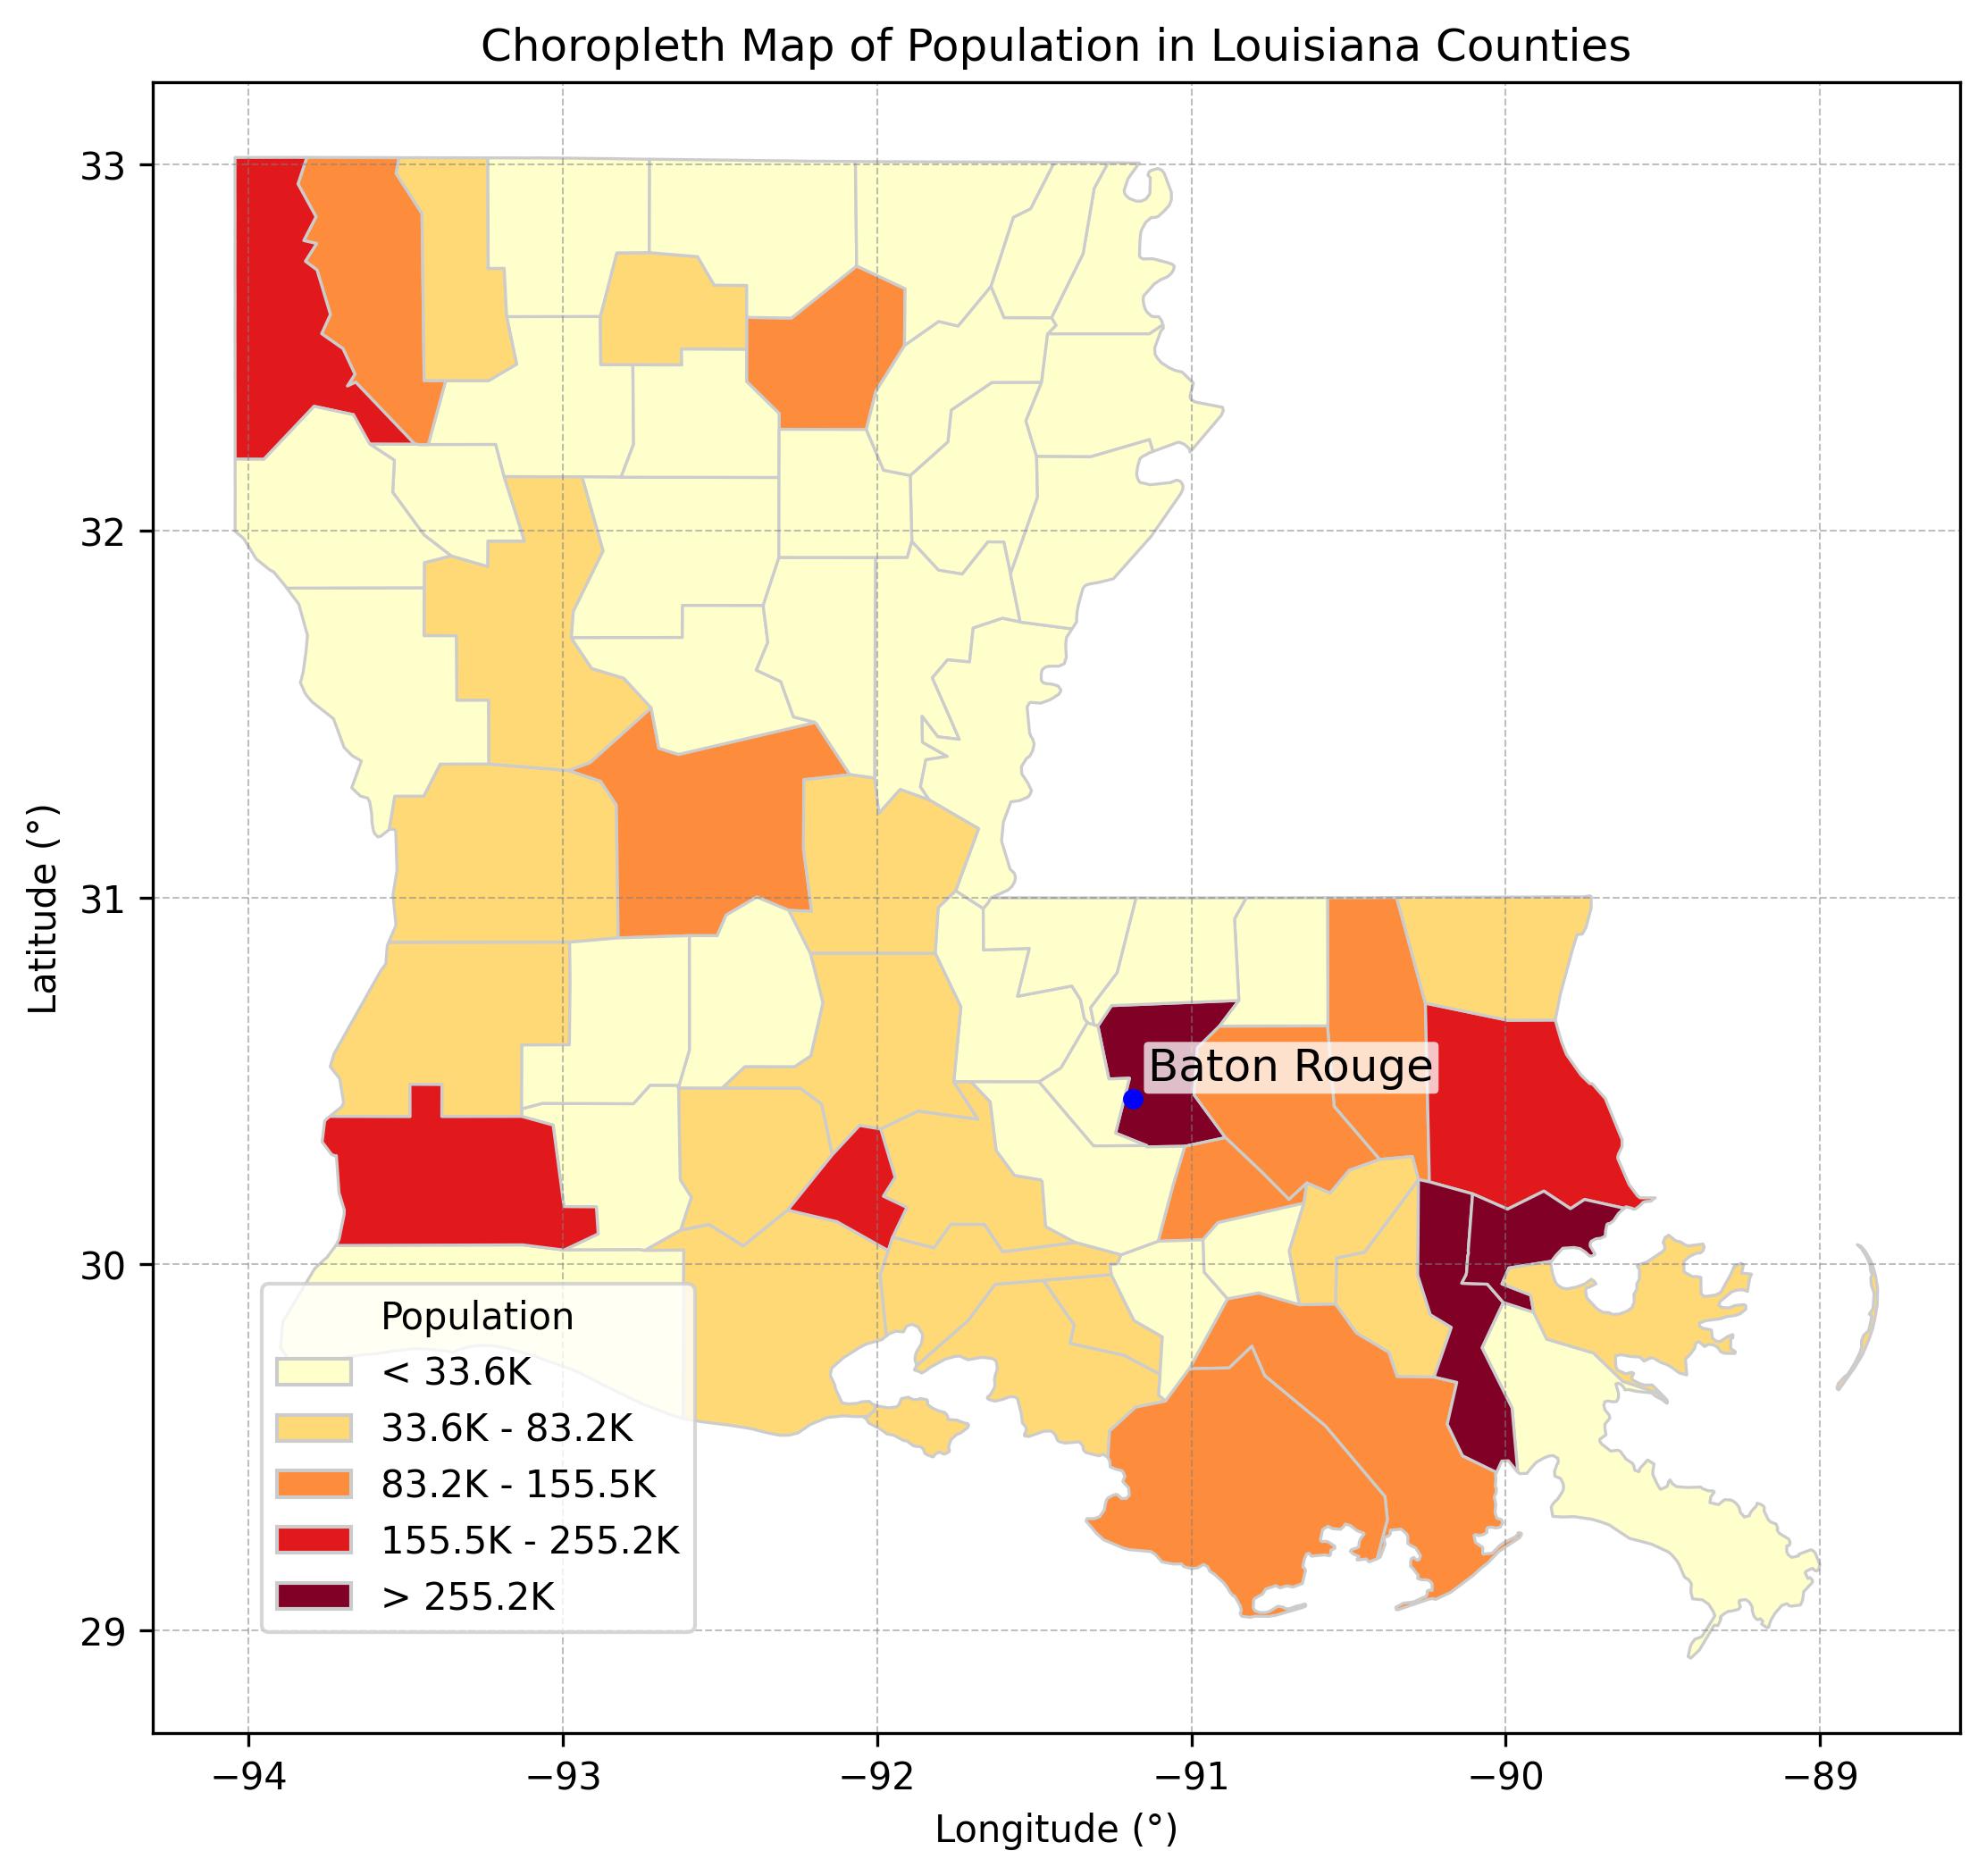 Choropleth Map of Population in Louisiana Counties
33
32
31
30
29
Latitude (°)
Baton Rouge
Population
< 33.6K
33.6K - 83.2K
83.2K - 155.5K
155.5K - 255.2K
> 255.2K
−94
−93
−92
−91
−90
−89
Longitude (°)